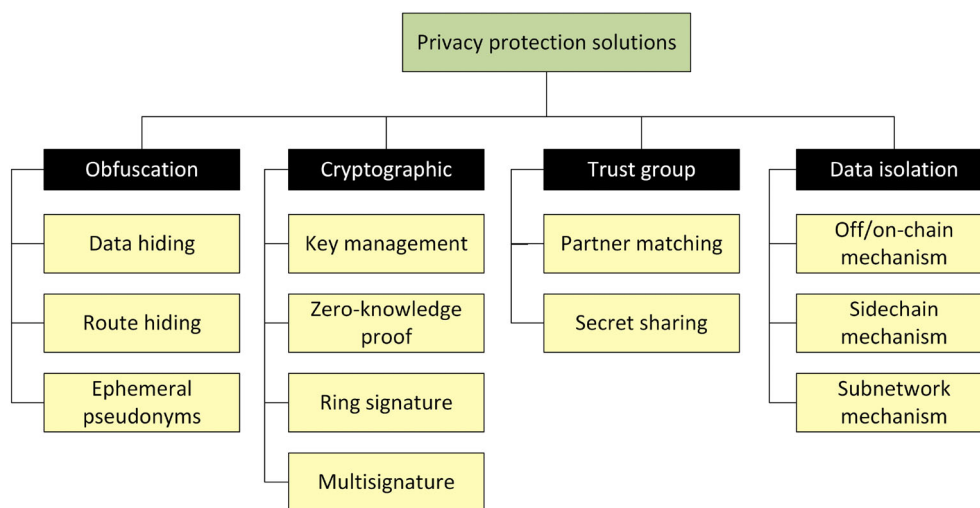 Privacy protection solutions
Obfuscation
Data hiding
Route hiding
Ephemeral
pseudonyms
Cryptographic
Key management
Zero-knowledge
proof
Ring signature
Multisignature
Trust group
Partner matching
Secret sharing
Data isolation
Off/on-chain
mechanism
Sidechain
mechanism
Subnetwork
mechanism